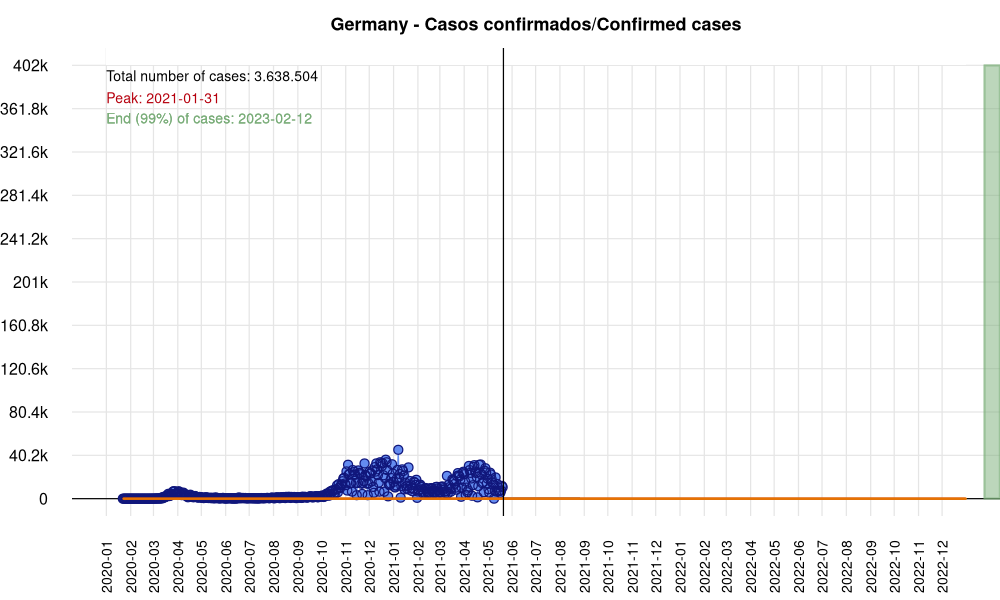 Germany - Casos confirmados/Confirmed cases
Total number of cases: 3.638.504
Peak: 2021-01-31
End (99%) of cases: 2023-02-12
402k
361.8k
321.6k
281.4k
241.2k
201k
160.8k
120.6k
80.4k
40.2k
0
2020-01
2020-02
2020-03
2020-04
2020-05
2020-06
2020-07
2020-08
2020-09
2020-10
2020-11
2020-12
2021-01
2021-02
2021-03
2021-04
2021-05
2021-06
2021-07
2021-08
2021-09
2021-10
2021-11
2021-12
2022-01
2022-02
2022-03
2022-04
2022-05
2022-06
2022-07
2022-08
2022-09
2022-10
2022-11
2022-12